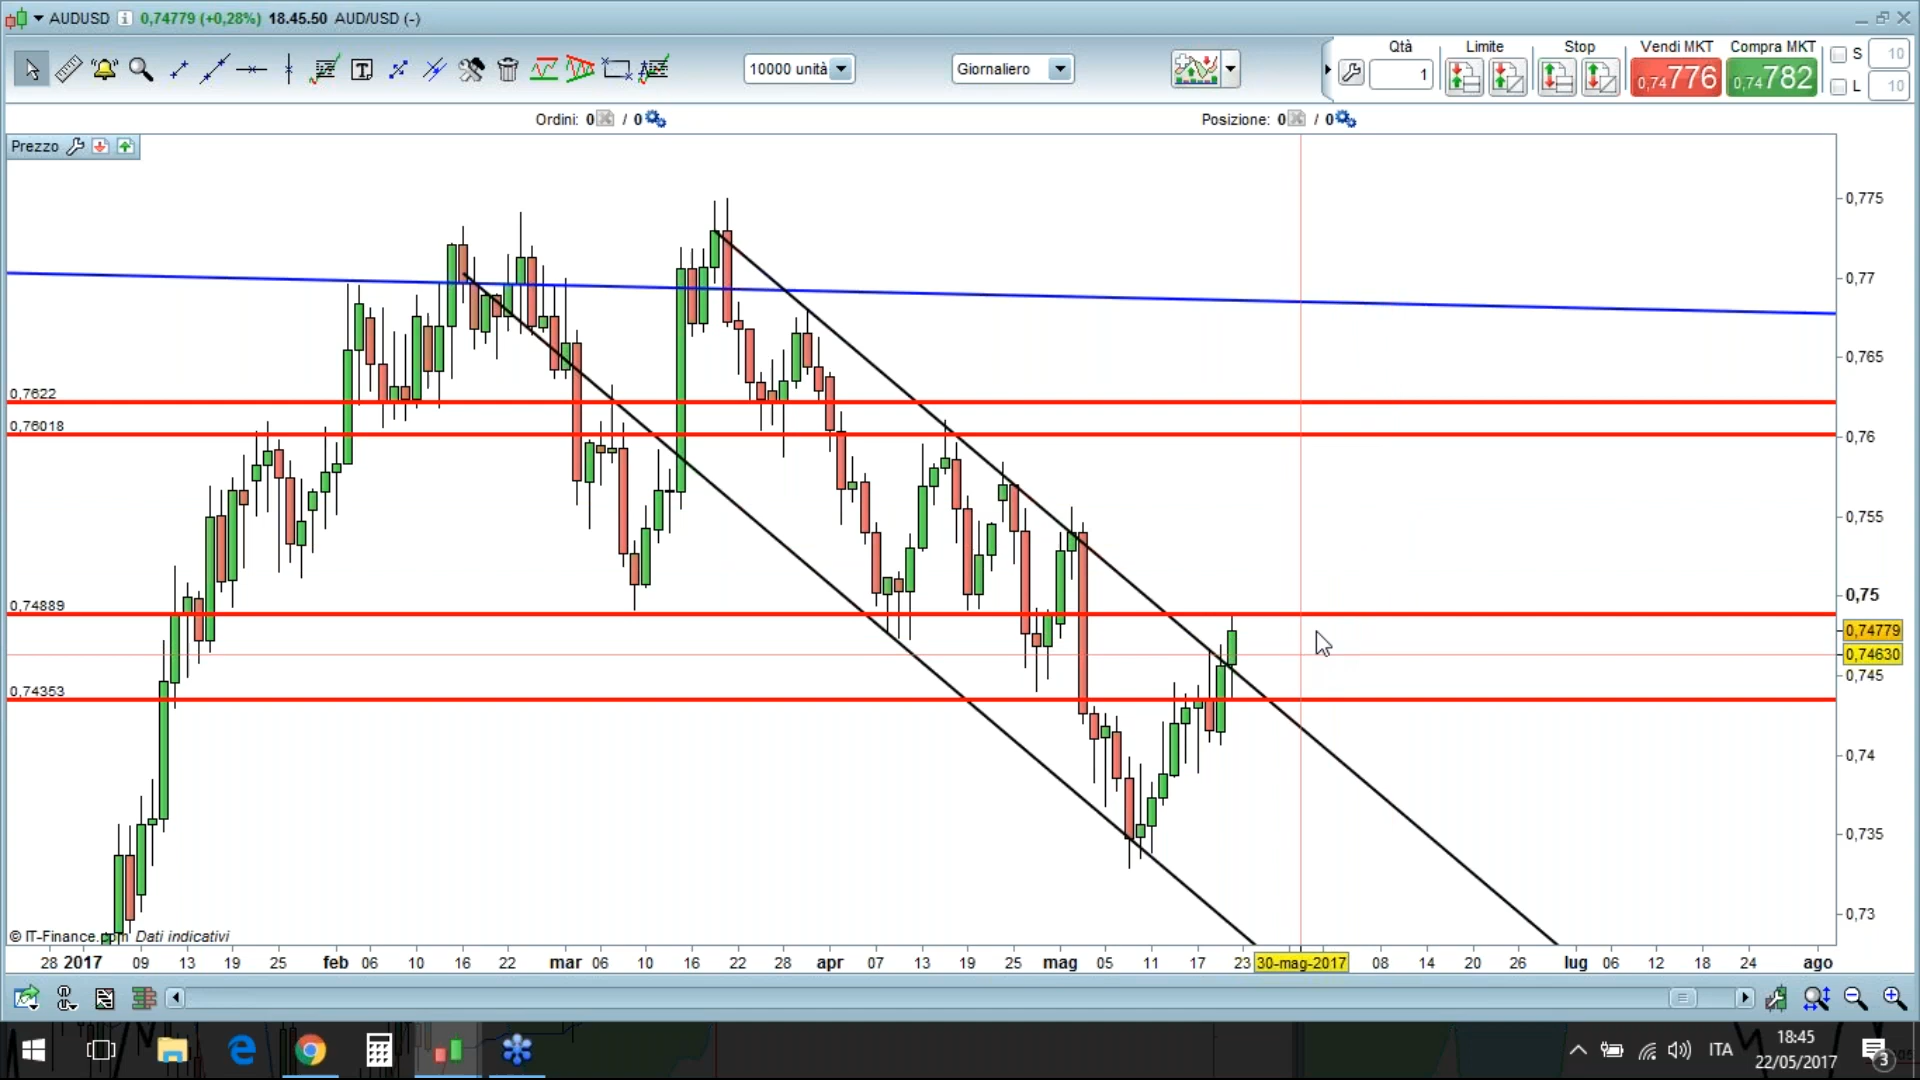 AUDUSD 0,74779 (+0,28%) 18.45.50 AUD/USD (-)
10000 unità
Giornaliero
Qtà
1
Limite
Stop
Vendi MKT
0,74776
Compra MKT
0,74782
S 10
L 10
Ordini: 0 / 0
Posizione: 0 / 0
Prezzo
0,775
0,77
0,765
0,7622
0,76018
0,76
0,755
0,74889
0,75
0,74779
0,74630
0,745
0,74353
0,74
0,735
0,73
© IT-Finance.com Dati indicativi
28 2017 09 13 19 25 feb 06 10 16 22 mar 06 10 16 22 28 apr 07 13 19 25 mag 05 11 17 23 30-mag-2017 08 14 20 26 lug 06 12 18 24 ago
ITA
18:45
22/05/2017
3